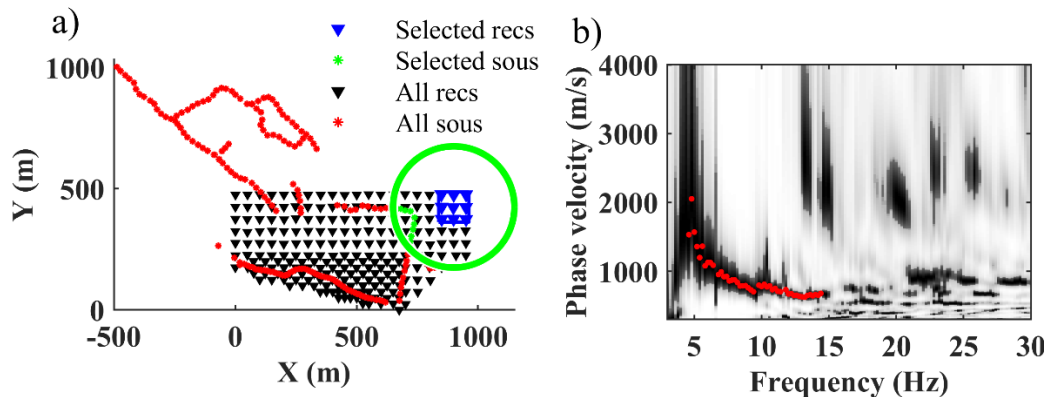 a)
Selected recs
Selected sous
All recs
All sous
1000
500
0
Y (m)
-500 0 500 1000
X (m)
b)
4000
3000
2000
1000
Phase velocity (m/s)
5 10 15 20 25 30
Frequency (Hz)